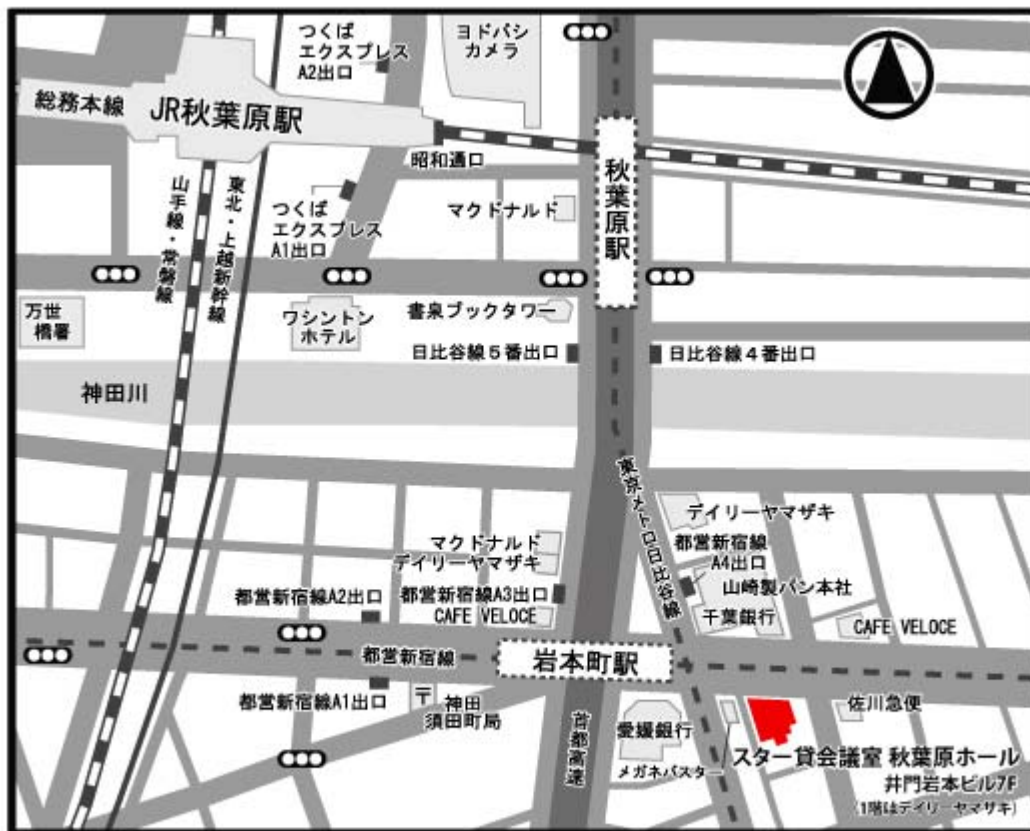 つくば
エクスプレス
A2出口
ヨドバシ
カメラ
総務本線
JR秋葉原駅
昭和通口
秋葉原駅
山手線・常磐線
東北・上越新幹線
つくば
エクスプレス
A1出口
マクドナルド
万世
橋署
ワシントン
ホテル
書泉ブックタワー
日比谷線5番出口
日比谷線4番出口
神田川
東京メトロ日比谷線
デイリーヤマザキ
マクドナルド
デイリーヤマザキ
都営新宿線
A4出口
山崎製パン本社
千葉銀行
都営新宿線A2出口
都営新宿線A3出口
CAFE VELOCE
CAFE VELOCE
都営新宿線
岩本町駅
都営新宿線A1出口
〒
神田
須田町局
首都高速
愛媛銀行
メガネバスター
佐川急便
スター貸会議室 秋葉原ホール
井門岩本ビル7F
(1階はデイリーヤマザキ)